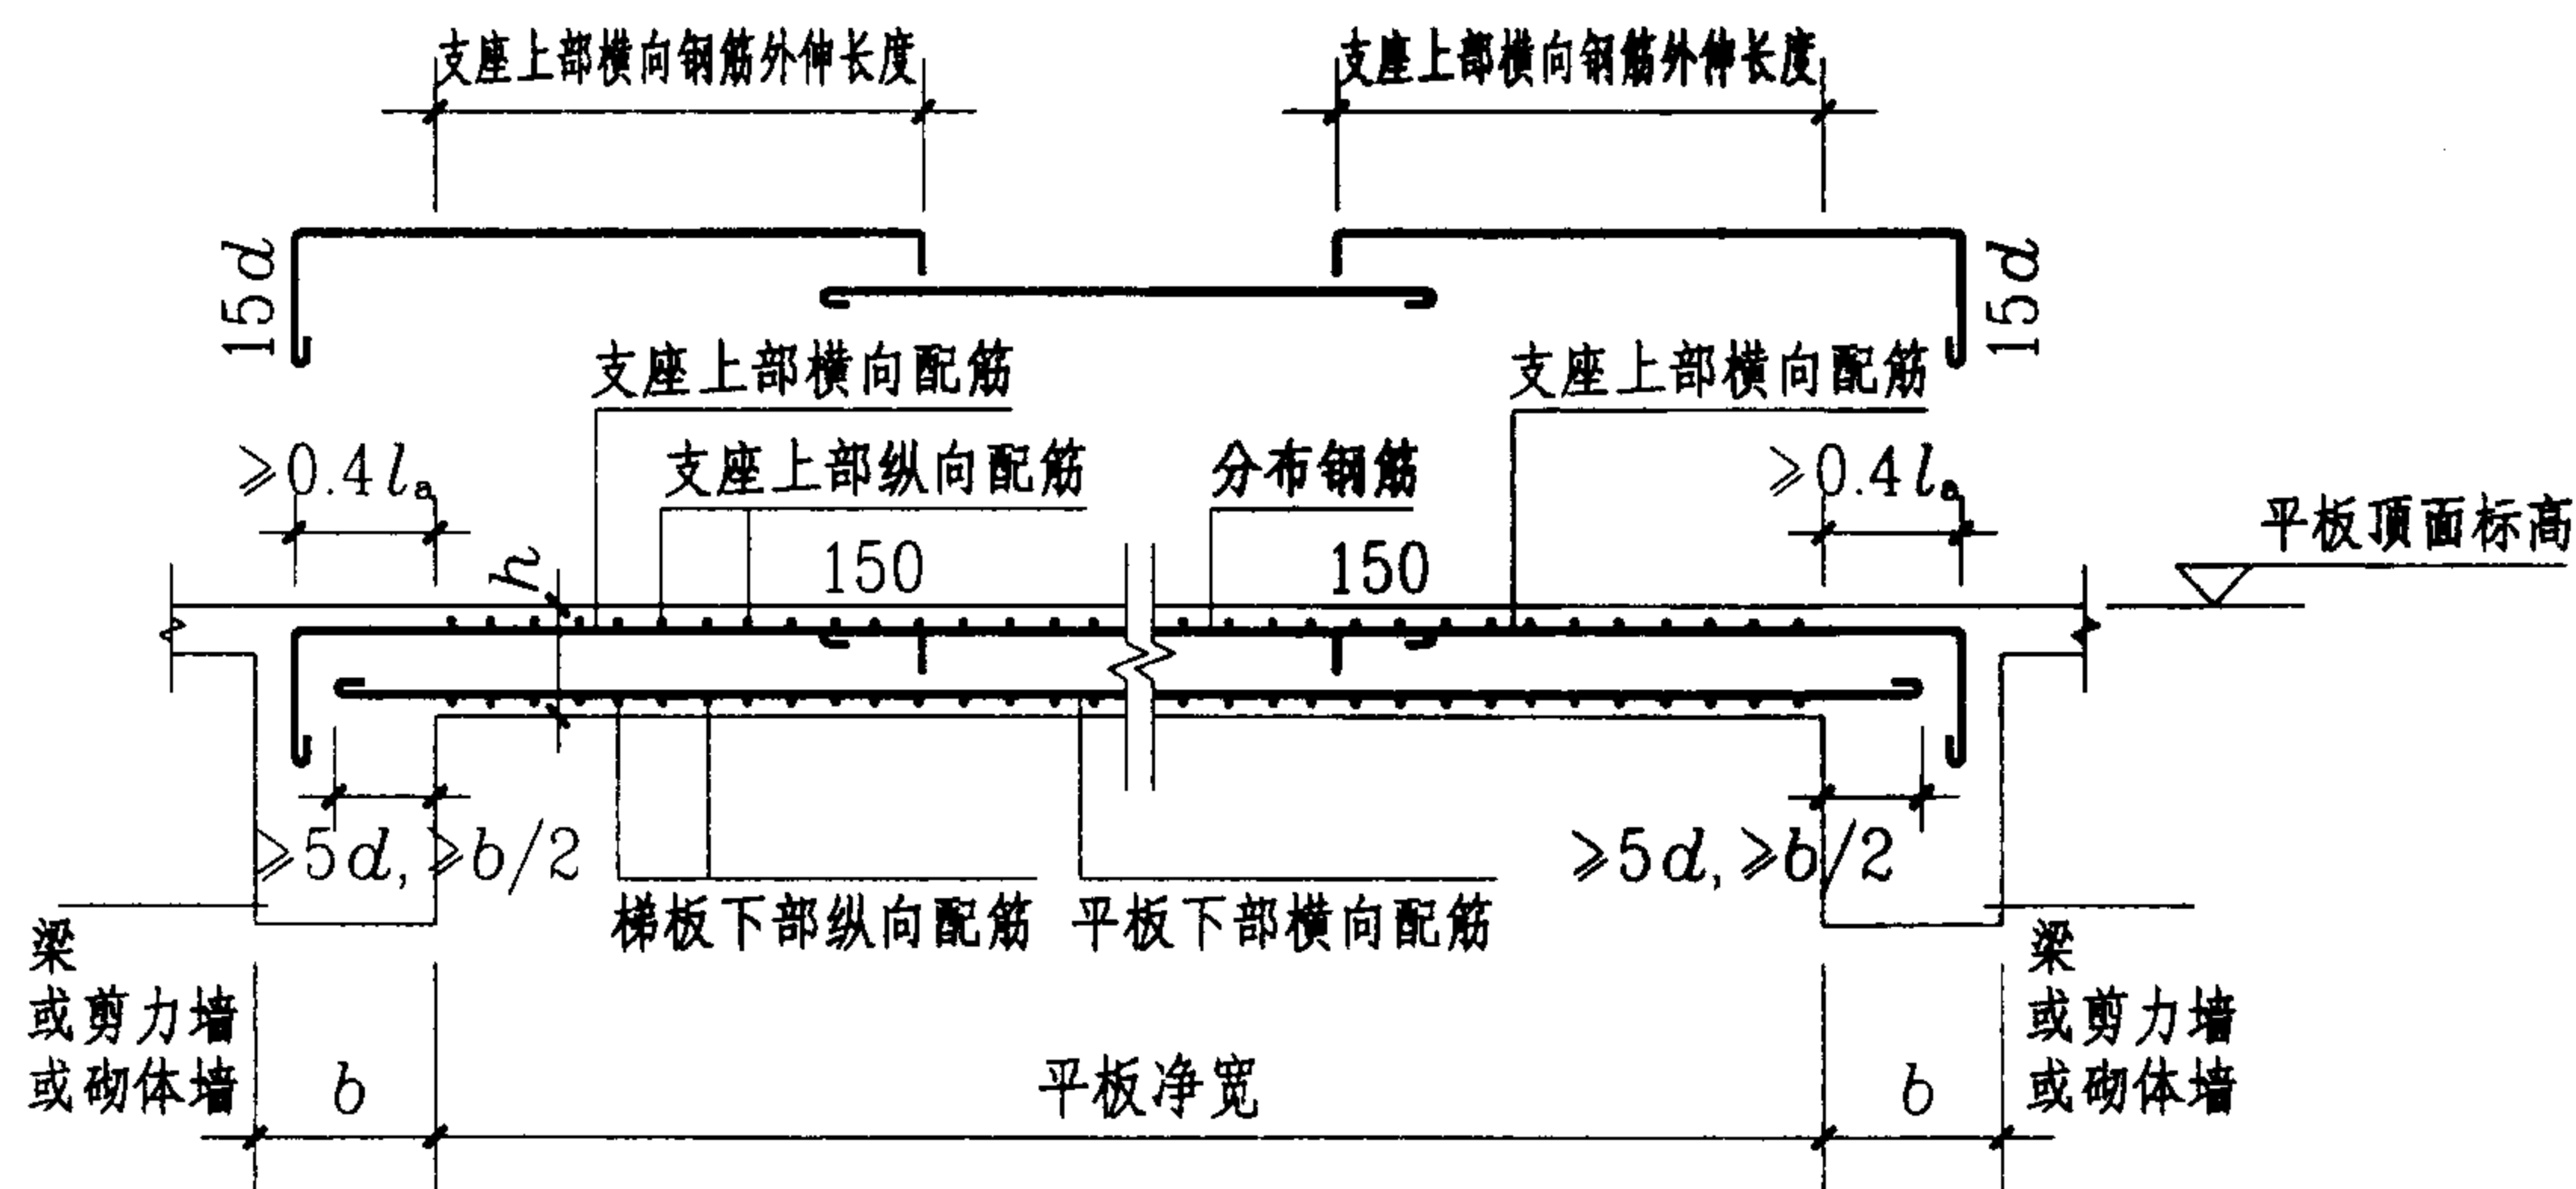 支座上部横向钢筋外伸长度
支座上部横向钢筋外伸长度
15d
15d
支座上部横向配筋
支座上部横向配筋
≥0.4lₐ
支座上部纵向配筋
分布钢筋
≥0.4lₐ
平板顶面标高
h
150
150
≥5d, ≥b/2
≥5d, ≥b/2
梯板下部纵向配筋
平板下部横向配筋
梁
或剪力墙
或砌体墙
梁
或剪力墙
或砌体墙
b
平板净宽
b